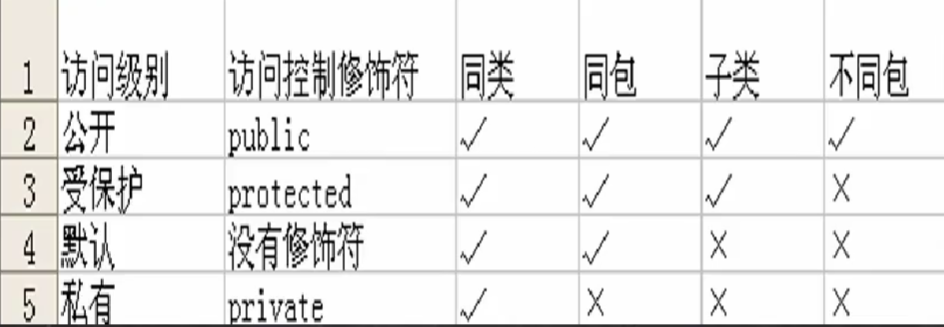 1 访问级别 访问控制修饰符 同类 同包 子类 不同包
2 公开 public √ √ √ √
3 受保护 protected √ √ √ ×
4 默认 没有修饰符 √ √ × ×
5 私有 private √ × × ×